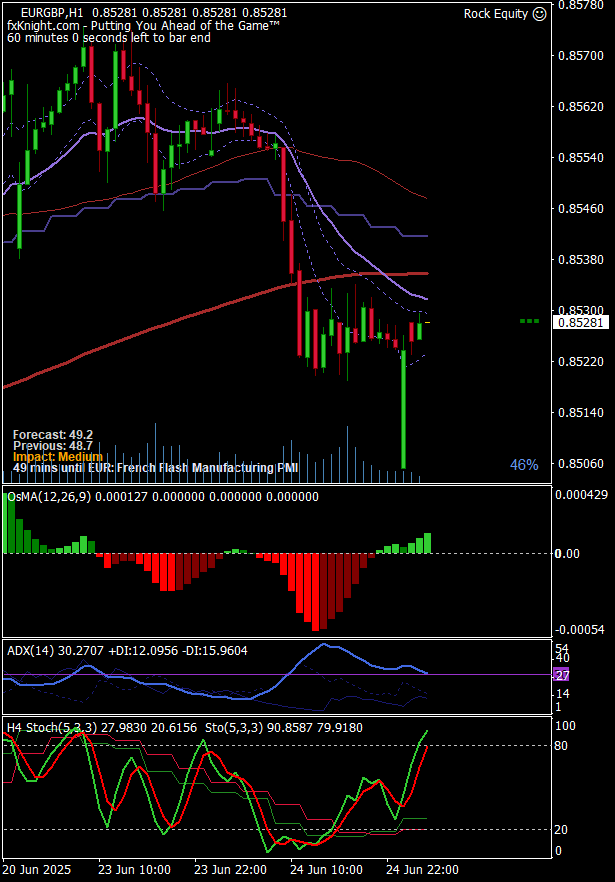 EURGBP,H1 0.85281 0.85281 0.85281 0.85281
Rock Equity ☺
fxKnight.com - Putting You Ahead of the Game™
60 minutes 0 seconds left to bar end
0.85780
0.85700
0.85620
0.85540
0.85460
0.85380
0.85300
0.85281
0.85220
0.85140
0.85060
Forecast: 49.2
Previous: 48.7
Impact: Medium
49 mins until EUR: French Flash Manufacturing PMI
46%
OsMA(12,26,9) 0.000127 0.000000 0.000000 0.000000
0.000429
0.00
-0.00054
ADX(14) 30.2707 +DI:12.0956 -DI:15.9604
54
40
27
14
1
H4 Stoch(5,3,3) 27.9830 20.6156 Sto(5,3,3) 90.8587 79.9180
100
80
20
0
20 Jun 2025
23 Jun 10:00
23 Jun 22:00
24 Jun 10:00
24 Jun 22:00